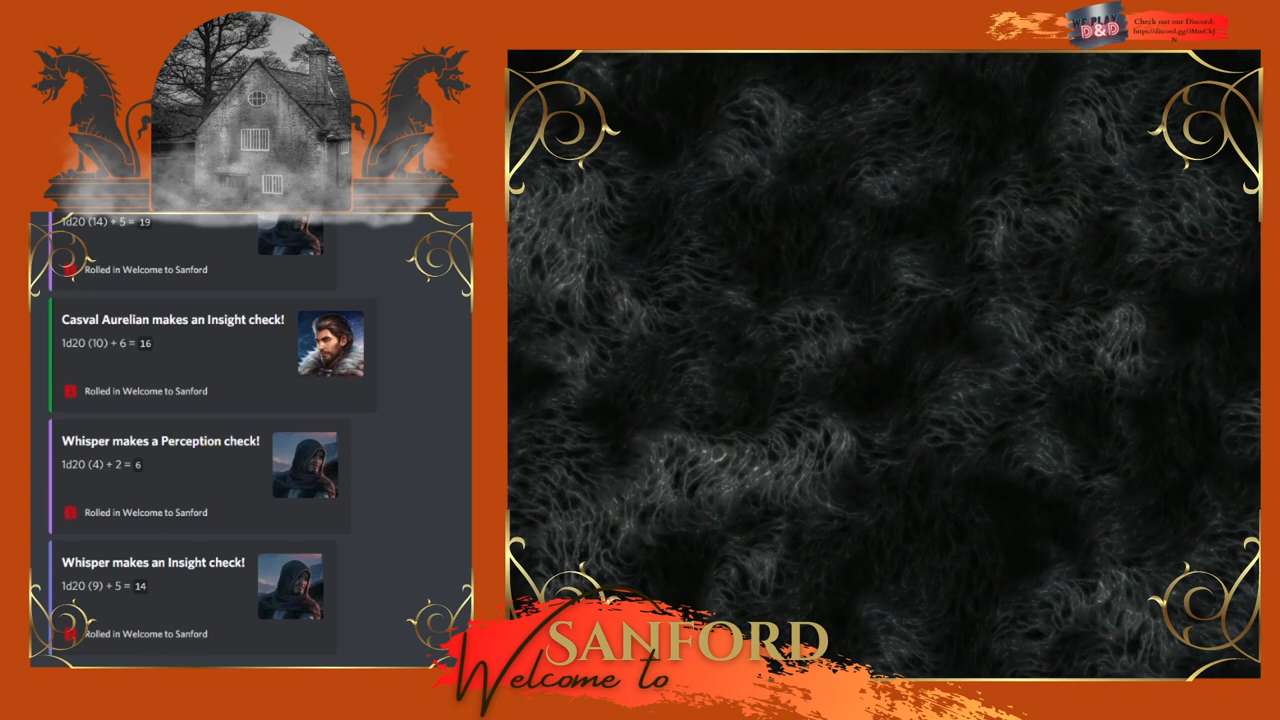 WE PLAY
D&D
Check out our Discord:
1d20 (14) + 5 = 19
Rolled in Welcome to Sanford
Casval Aurelian makes an Insight check!
1d20 (10) + 6 = 16
Rolled in Welcome to Sanford
Whisper makes a Perception check!
1d20 (4) + 2 = 6
Rolled in Welcome to Sanford
Whisper makes an Insight check!
1d20 (9) + 5 = 14
Rolled in Welcome to Sanford
SANFORD
Welcome to